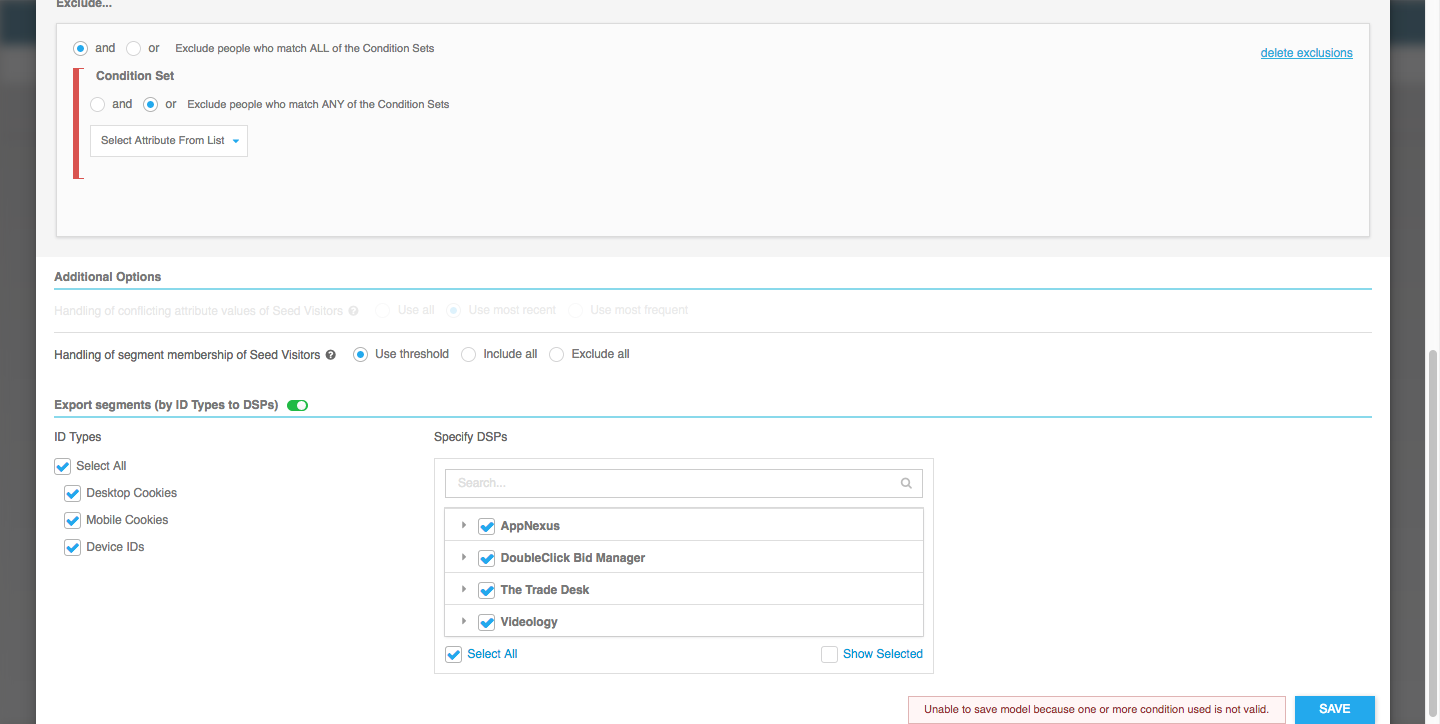 Exclude...
and or Exclude people who match ALL of the Condition Sets
delete exclusions
Condition Set
and or Exclude people who match ANY of the Condition Sets
Select Attribute From List
Additional Options
Handling of conflicting attribute values of Seed Visitors ? Use all Use most recent Use most frequent
Handling of segment membership of Seed Visitors ? Use threshold Include all Exclude all
Export segments (by ID Types to DSPs)
ID Types
Select All
Desktop Cookies
Mobile Cookies
Device IDs
Specify DSPs
Search...
AppNexus
DoubleClick Bid Manager
The Trade Desk
Videology
Select All Show Selected
Unable to save model because one or more condition used is not valid.
SAVE